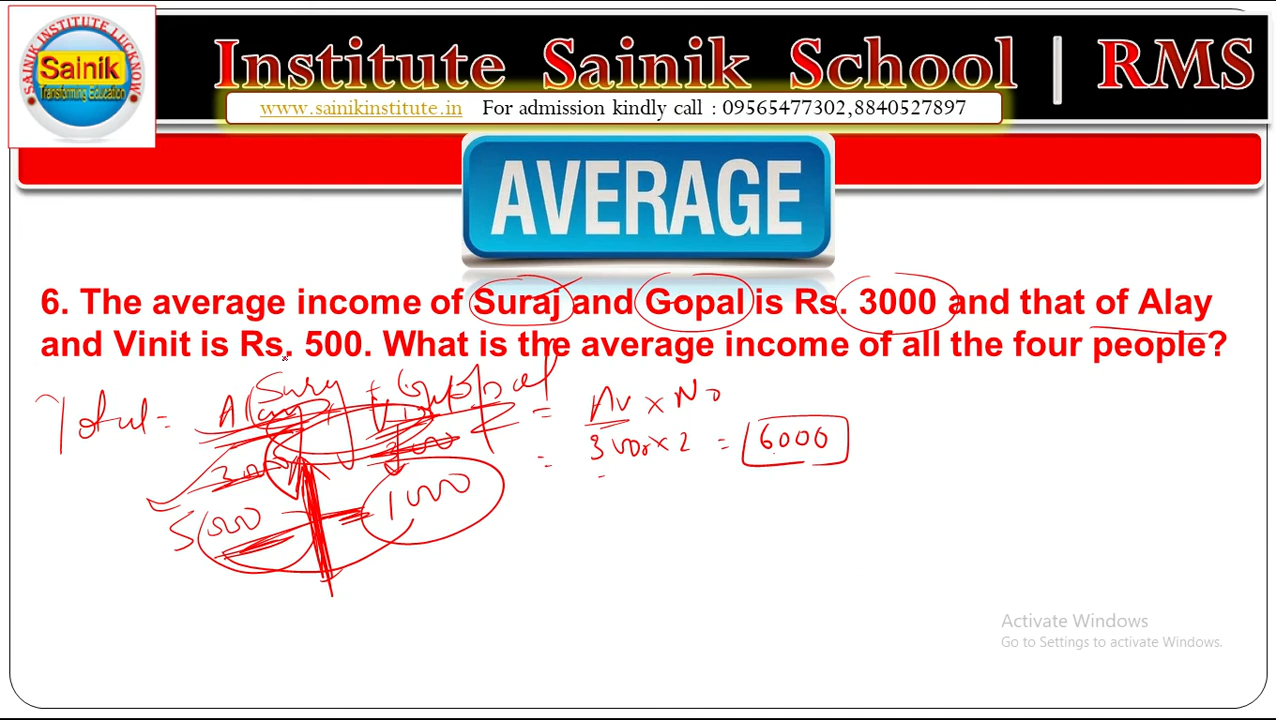 SAINIK INSTITUTE LUCKNOW
Sainik
Transforming Education
Institute Sainik School | RMS
www.sainikinstitute.in For admission kindly call : 09565477302,8840527897
AVERAGE
6. The average income of Suraj and Gopal is Rs. 3000 and that of Alay
and Vinit is Rs. 500. What is the average income of all the four people?
Total = Suraj + Gopal = Av x No
= 3000 x 2 = 6000
=
5000 1000
Activate Windows
Go to Settings to activate Windows.